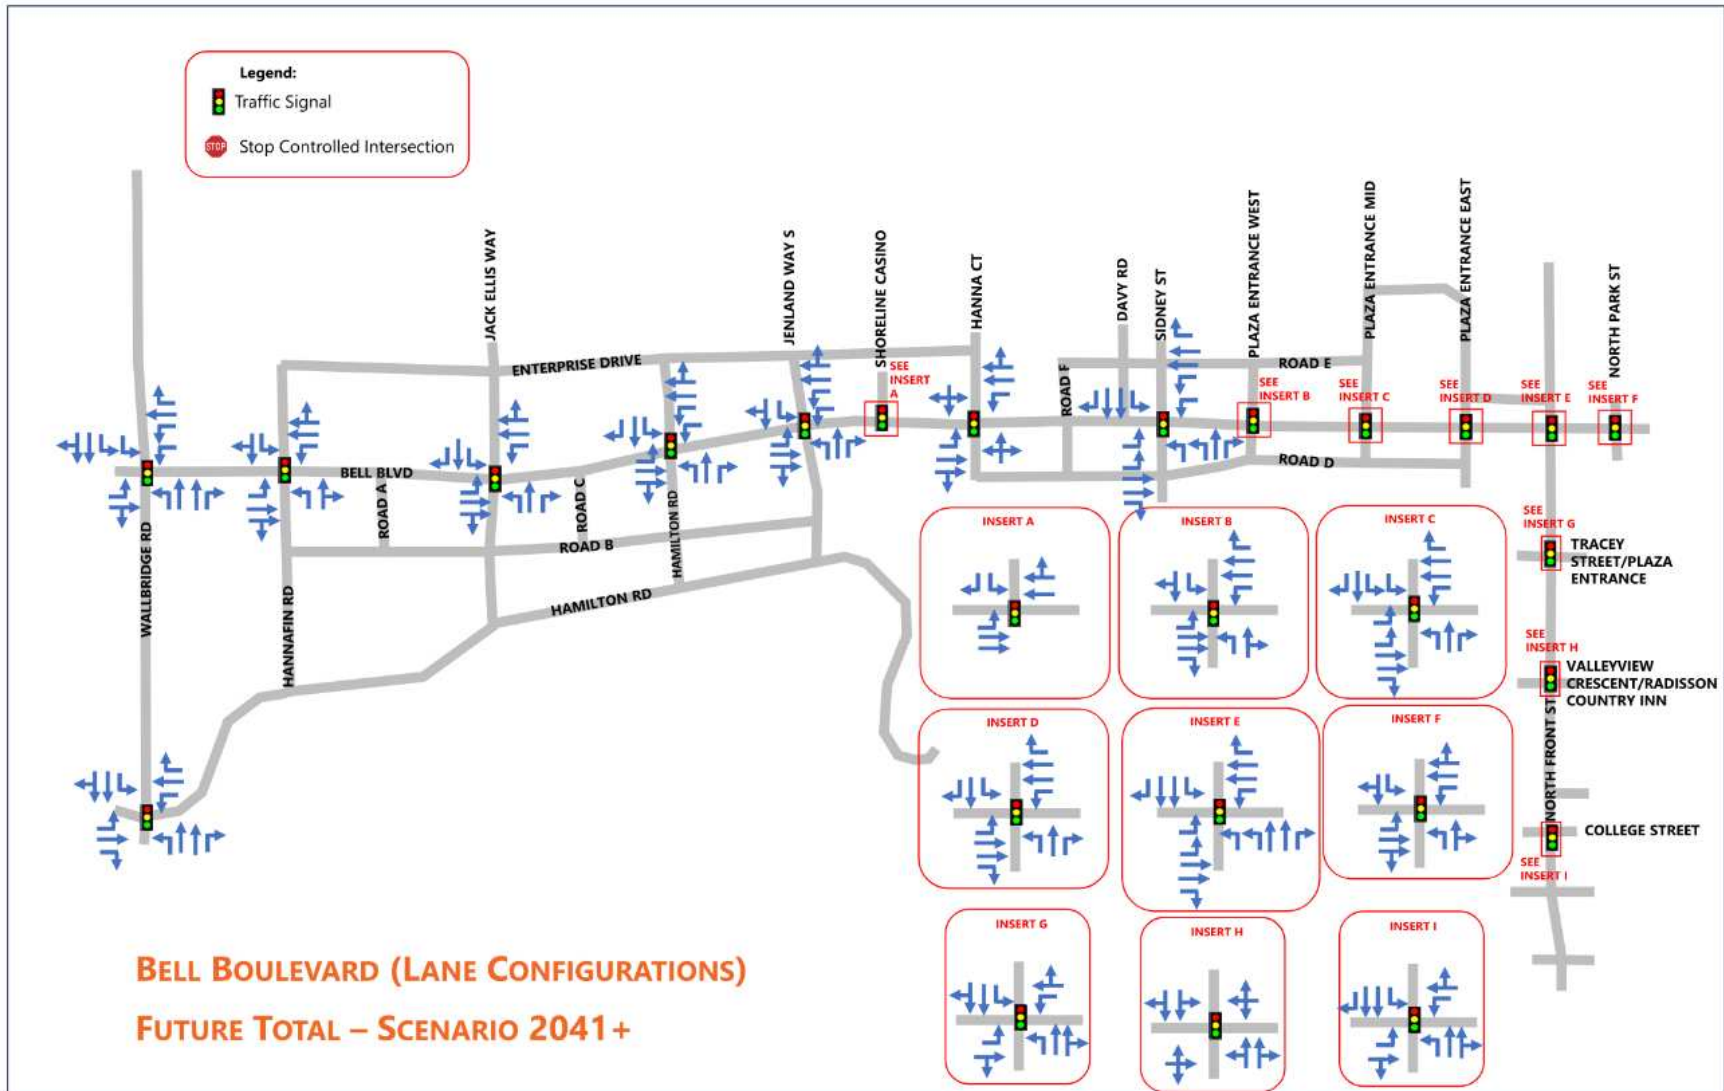 Legend:
Traffic Signal
STOP
Stop Controlled Intersection
JACK ELLIS WAY
JENLAND WAY S
SHORELINE CASINO
HANNA CT
DAVY RD
SIDNEY ST
PLAZA ENTRANCE WEST
PLAZA ENTRANCE MID
PLAZA ENTRANCE EAST
NORTH PARK ST
ENTERPRISE DRIVE
SEE
INSERT
A
ROAD F
ROAD E
SEE
INSERT B
SEE
INSERT C
SEE
INSERT D
SEE
INSERT E
SEE
INSERT F
BELL BLVD
ROAD A
ROAD C
HAMILTON RD
ROAD D
ROAD B
WALLBRIDGE RD
HANNAFIN RD
HAMILTON RD
SEE
INSERT G
TRACEY
STREET/PLAZA
ENTRANCE
SEE
INSERT H
VALLEYVIEW
CRESCENT/RADISSON
COUNTRY INN
NORTH FRONT ST
COLLEGE STREET
SEE
INSERT I
INSERT A
INSERT B
INSERT C
INSERT D
INSERT E
INSERT F
INSERT G
INSERT H
INSERT I
BELL BOULEVARD (LANE CONFIGURATIONS)
FUTURE TOTAL – SCENARIO 2041+